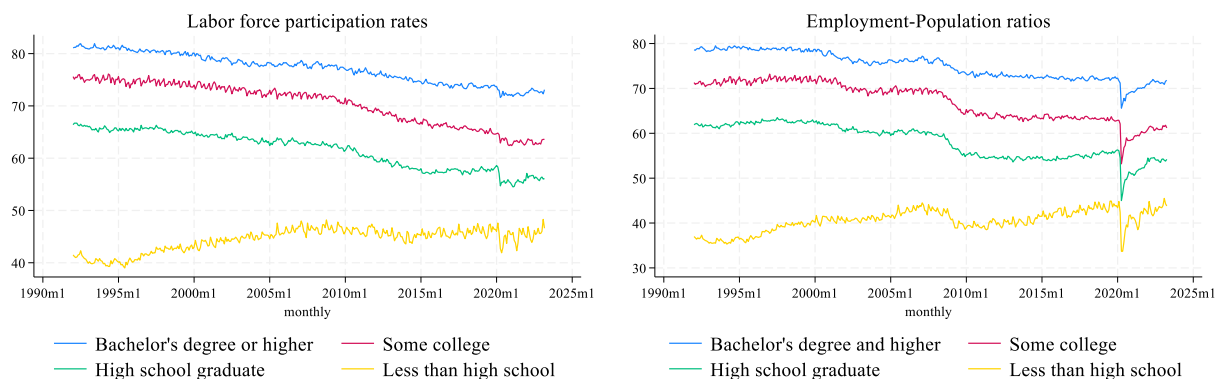 Labor force participation rates
80
70
60
50
40
1990m1 1995m1 2000m1 2005m1 2010m1 2015m1 2020m1 2025m1
monthly
Bachelor's degree or higher Some college
High school graduate Less than high school
Employment-Population ratios
80
70
60
50
40
30
1990m1 1995m1 2000m1 2005m1 2010m1 2015m1 2020m1 2025m1
monthly
Bachelor's degree and higher Some college
High school graduate Less than high school